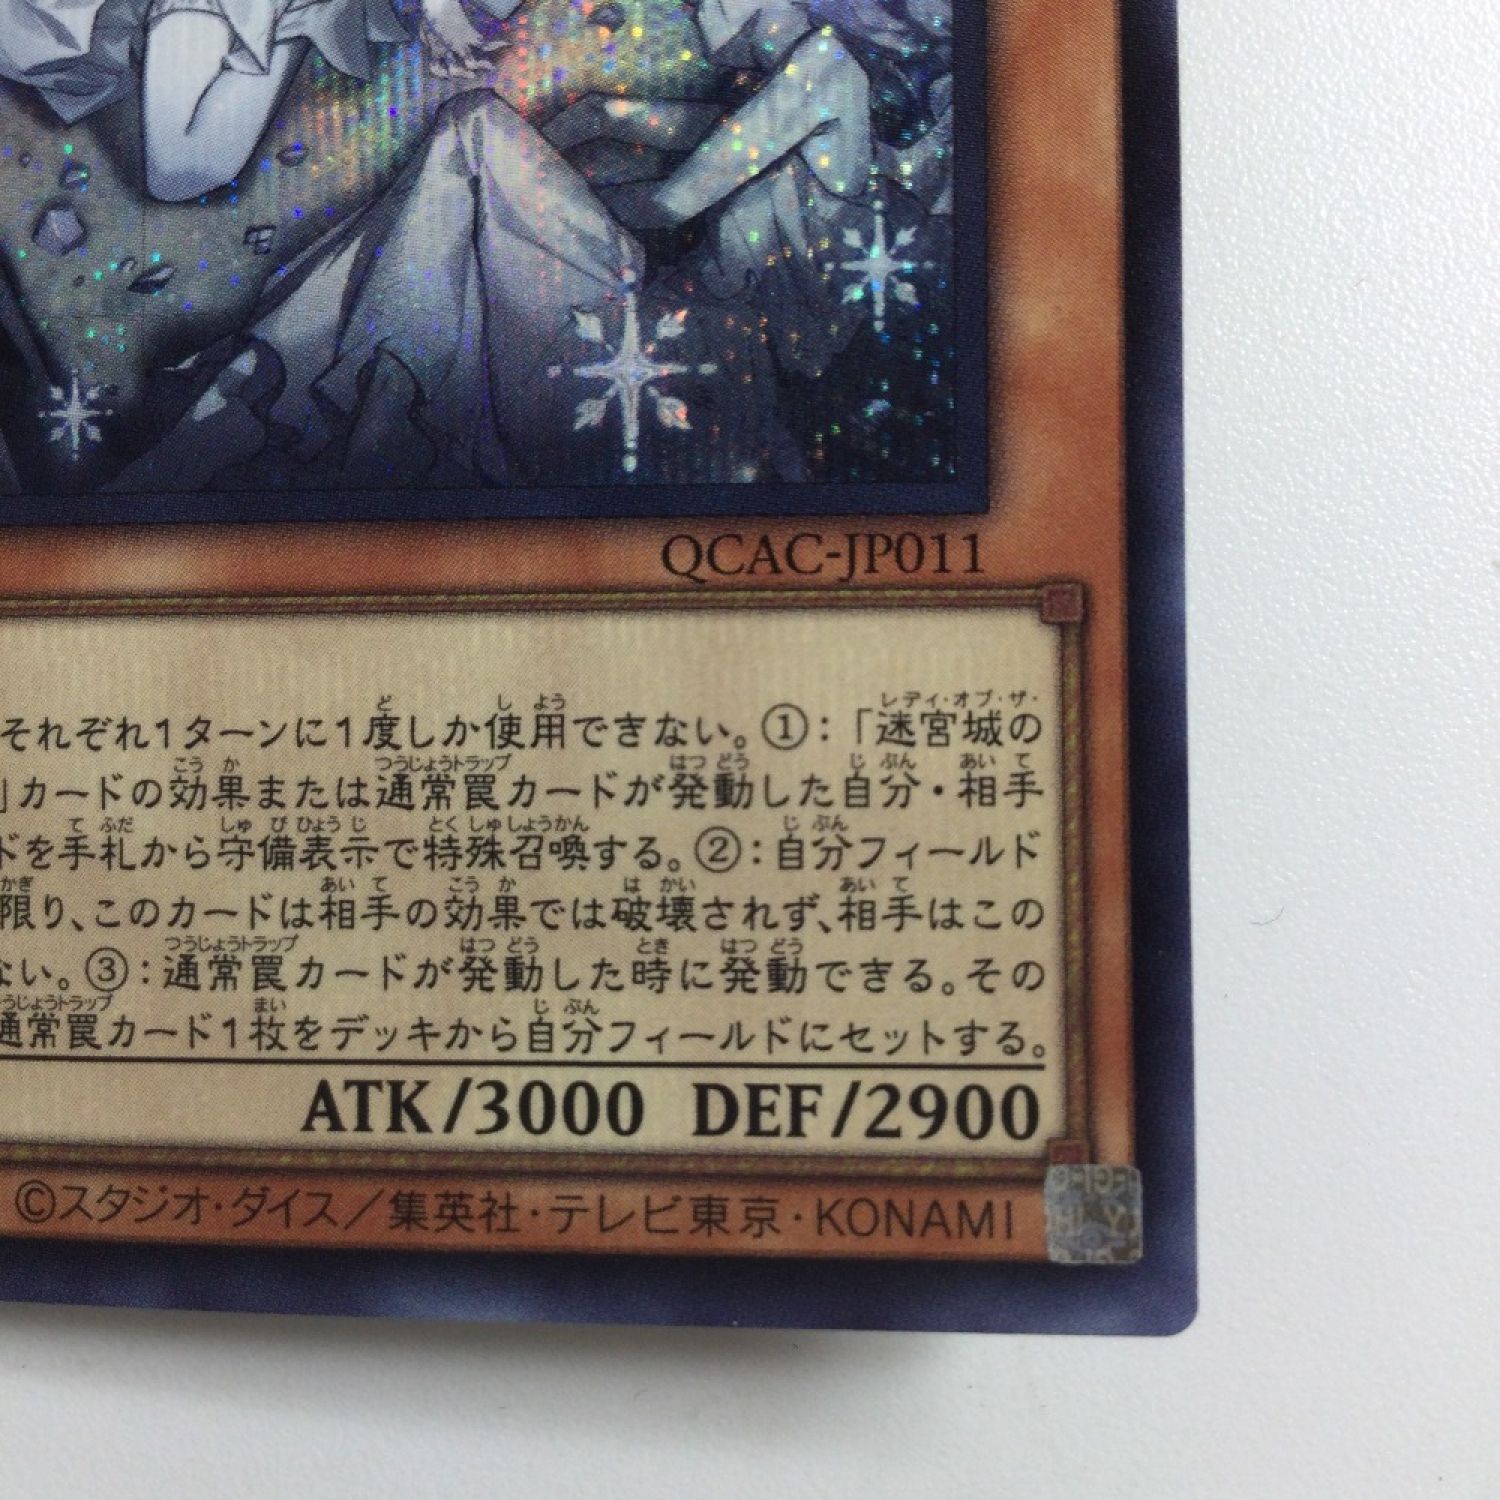 QCAC-JP011
それぞれ1ターンに1度しか使用できない。①：「迷宮城の
」カードの効果または通常罠カードが発動した自分・相手
ドを手札から守備表示で特殊召喚する。②：自分フィールド
限り、このカードは相手の効果では破壊されず、相手はこの
ない。③：通常罠カードが発動した時に発動できる。その
通常罠カード1枚をデッキから自分フィールドにセットする。
ATK/3000 DEF/2900
©スタジオ・ダイス／集英社・テレビ東京・KONAMI